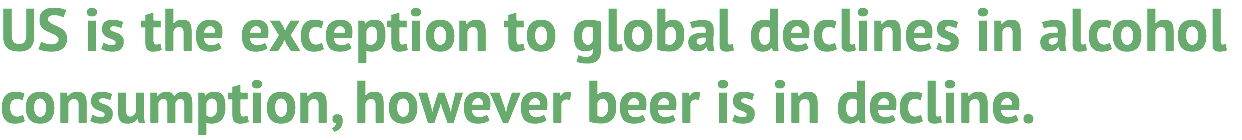 US is the exception to global declines in alcohol
consumption, however beer is in decline.